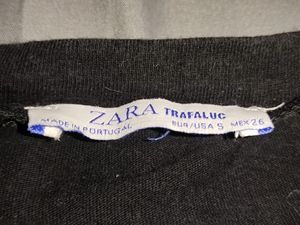 ZARA TRAFALUC
MADE IN PORTUGAL EUR/USA S MEX 26